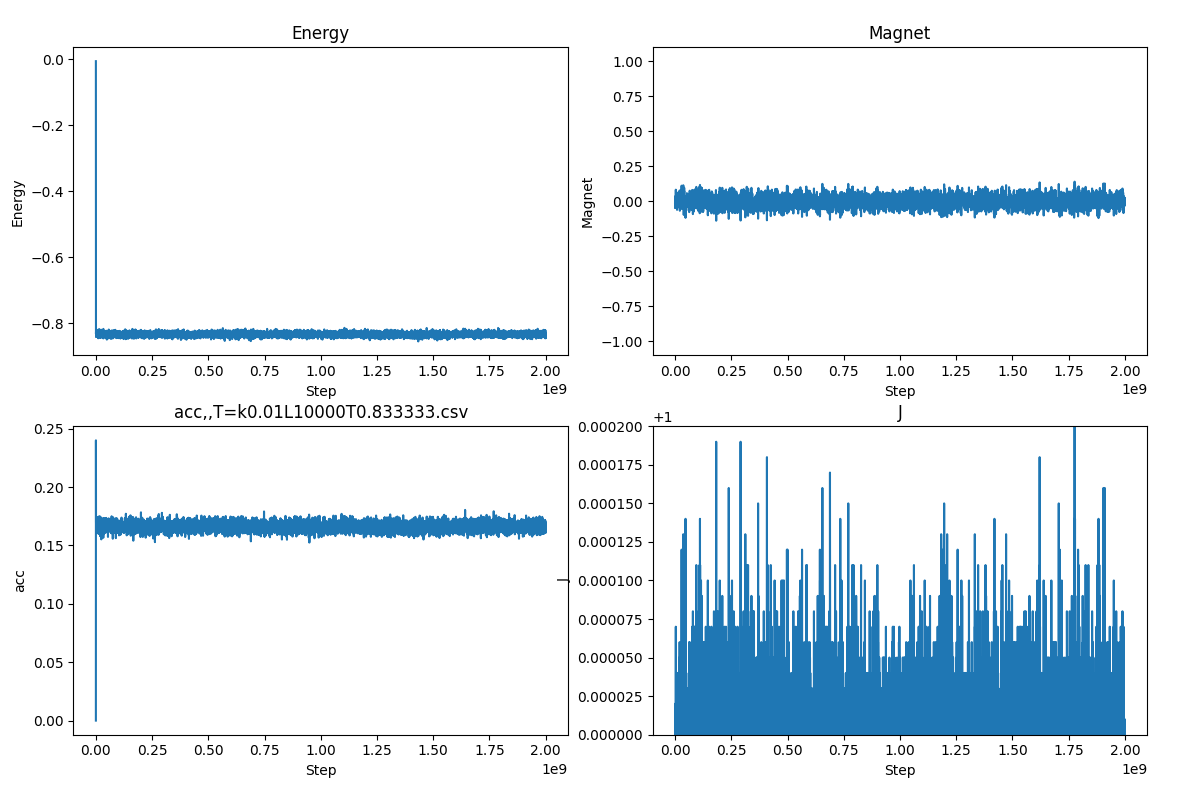 Energy
Energy
0.0
−0.2
−0.4
−0.6
−0.8
0.00 0.25 0.50 0.75 1.00 1.25 1.50 1.75 2.00
1e9
Step
Magnet
Magnet
1.00
0.75
0.50
0.25
0.00
−0.25
−0.50
−0.75
−1.00
0.00 0.25 0.50 0.75 1.00 1.25 1.50 1.75 2.00
1e9
Step
acc,,T=k0.01L10000T0.833333.csv
acc
0.25
0.20
0.15
0.10
0.05
0.00
0.00 0.25 0.50 0.75 1.00 1.25 1.50 1.75 2.00
1e9
Step
J
+1
J
0.000200
0.000175
0.000150
0.000125
0.000100
0.000075
0.000050
0.000025
0.000000
0.00 0.25 0.50 0.75 1.00 1.25 1.50 1.75 2.00
1e9
Step